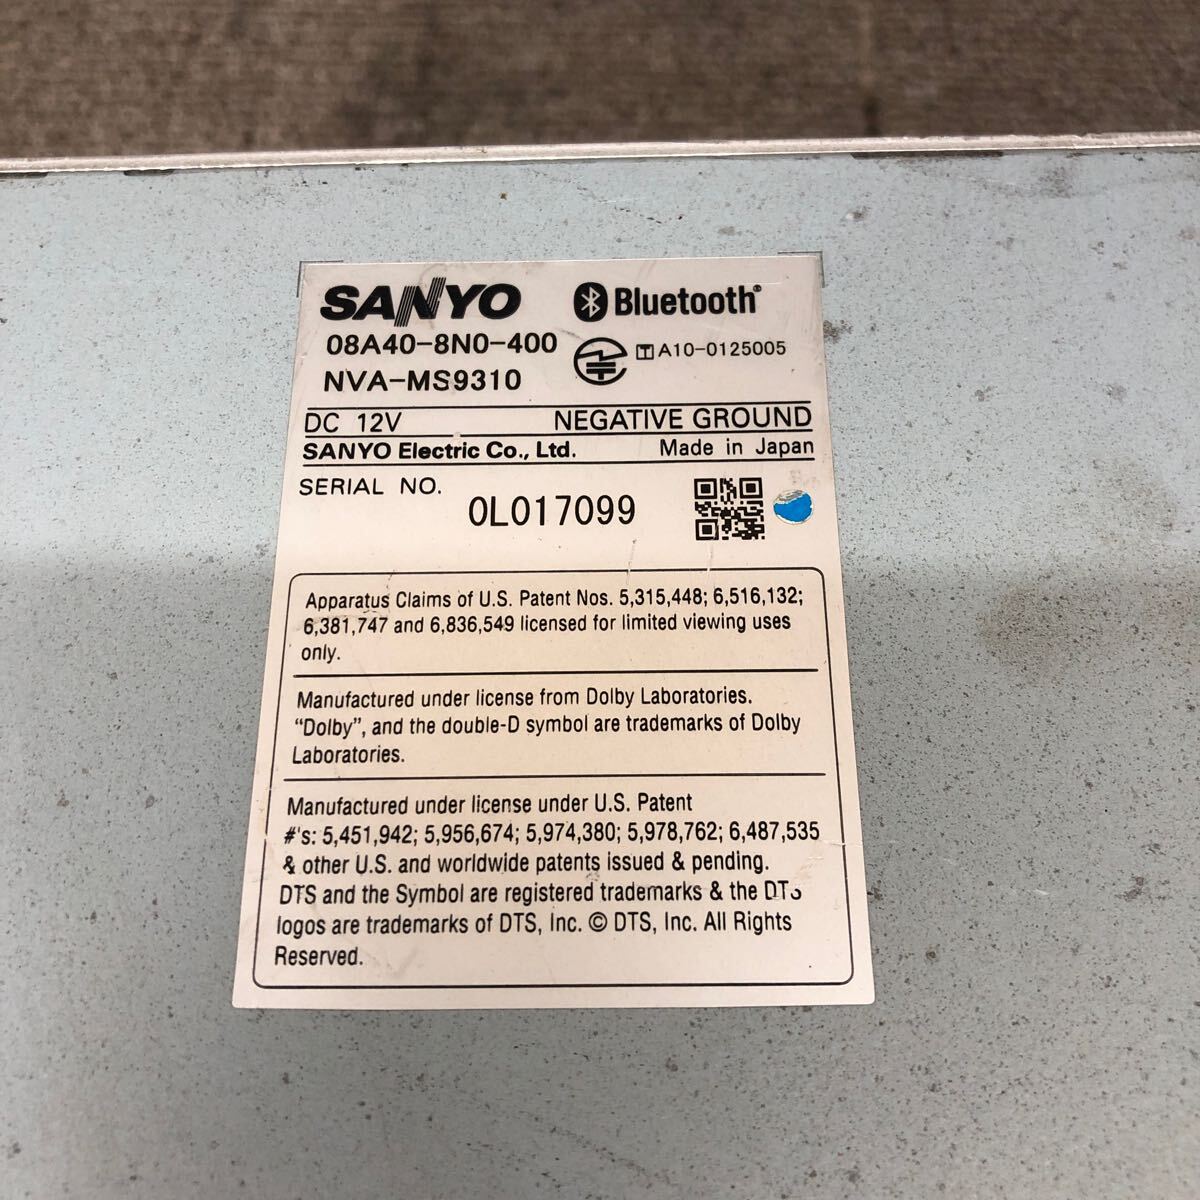 SANYO
Bluetooth®
08A40-8N0-400
T A10-0125005
NVA-MS9310
DC 12V NEGATIVE GROUND
SANYO Electric Co., Ltd. Made in Japan
SERIAL NO.
0L017099
Apparatus Claims of U.S. Patent Nos. 5,315,448; 6,516,132;
6,381,747 and 6,836,549 licensed for limited viewing uses
only.
Manufactured under license from Dolby Laboratories.
“Dolby”, and the double-D symbol are trademarks of Dolby
Laboratories.
Manufactured under license under U.S. Patent
#'s: 5,451,942; 5,956,674; 5,974,380; 5,978,762; 6,487,535
& other U.S. and worldwide patents issued & pending.
DTS and the Symbol are registered trademarks & the DTS
logos are trademarks of DTS, Inc. © DTS, Inc. All Rights
Reserved.